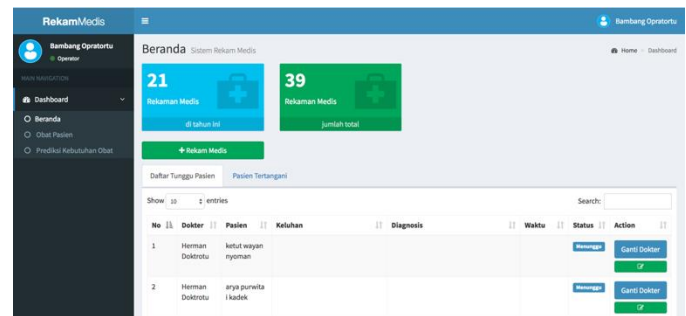 RekamMedis
Bambang Opratortu
Bambang Opratortu
Operator
MAIN NAVIGATION
Dashboard
Beranda
Obat Pasien
Prediksi Kebutuhan Obat
Beranda Sistem Rekam Medis
Home > Dashboard
21
Rekaman Medis
di tahun ini
39
Rekaman Medis
jumlah total
+ Rekam Medis
Daftar Tunggu Pasien Pasien Tertangani
Show 10 entries Search:
No Dokter Pasien Keluhan Diagnosis Waktu Status Action
1 Herman ketut wayan Menunggu Ganti Dokter
Doktrotu nyoman
2 Herman arya purwita Menunggu Ganti Dokter
Doktrotu i kadek